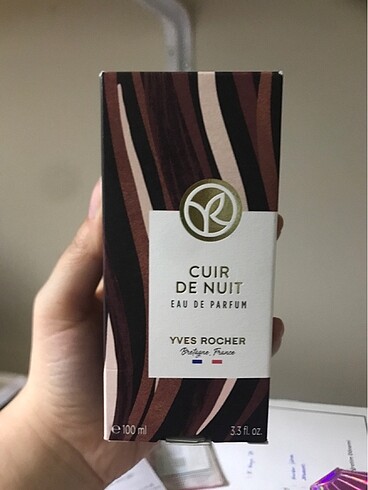 CUIR
DE NUIT
EAU DE PARFUM
YVES ROCHER
Bretagne, France
e 100 ml
3.3 fl. oz.